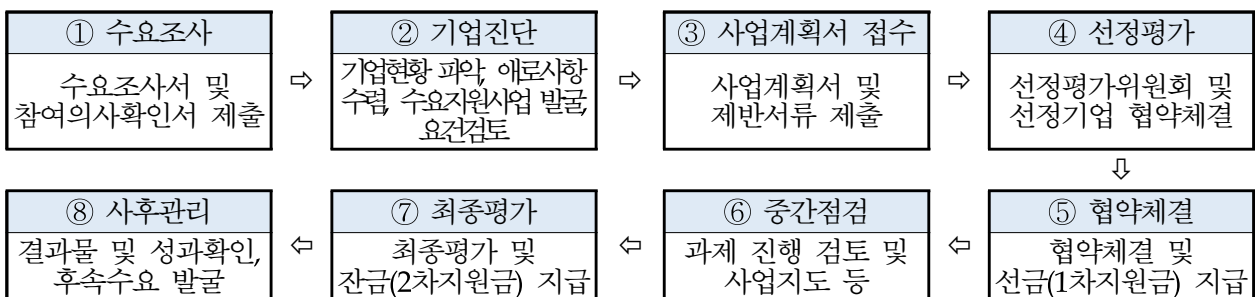 ① 수요조사
수요조사서 및
참여의사확인서 제출
⇨
② 기업진단
기업현황 파악, 애로사항
수렴, 수요지원사업 발굴,
요건검토
⇨
③ 사업계획서 접수
사업계획서 및
제반서류 제출
⇨
④ 선정평가
선정평가위원회 및
선정기업 협약체결
⇩
⑤ 협약체결
협약체결 및
선금(1차지원금) 지급
⇦
⑥ 중간점검
과제 진행 검토 및
사업지도 등
⇦
⑦ 최종평가
최종평가 및
잔금(2차지원금) 지급
⇦
⑧ 사후관리
결과물 및 성과확인,
후속수요 발굴